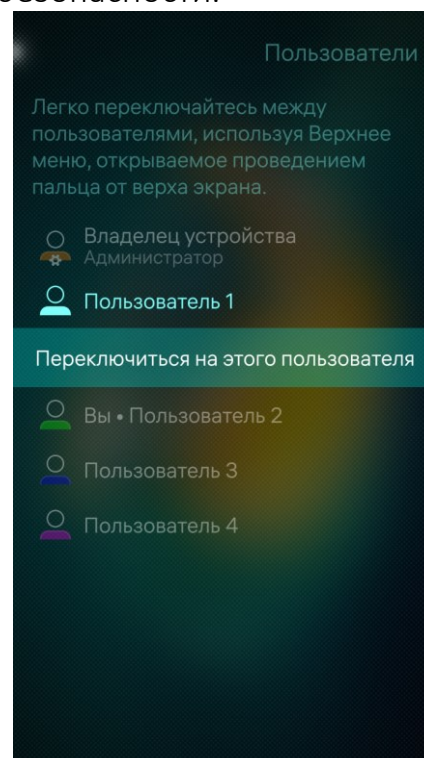 Пользователи
Легко переключайтесь между
пользователями, используя Верхнее
меню, открываемое проведением
пальца от верха экрана.
Владелец устройства
Администратор
Пользователь 1
Переключиться на этого пользователя
Вы • Пользователь 2
Пользователь 3
Пользователь 4